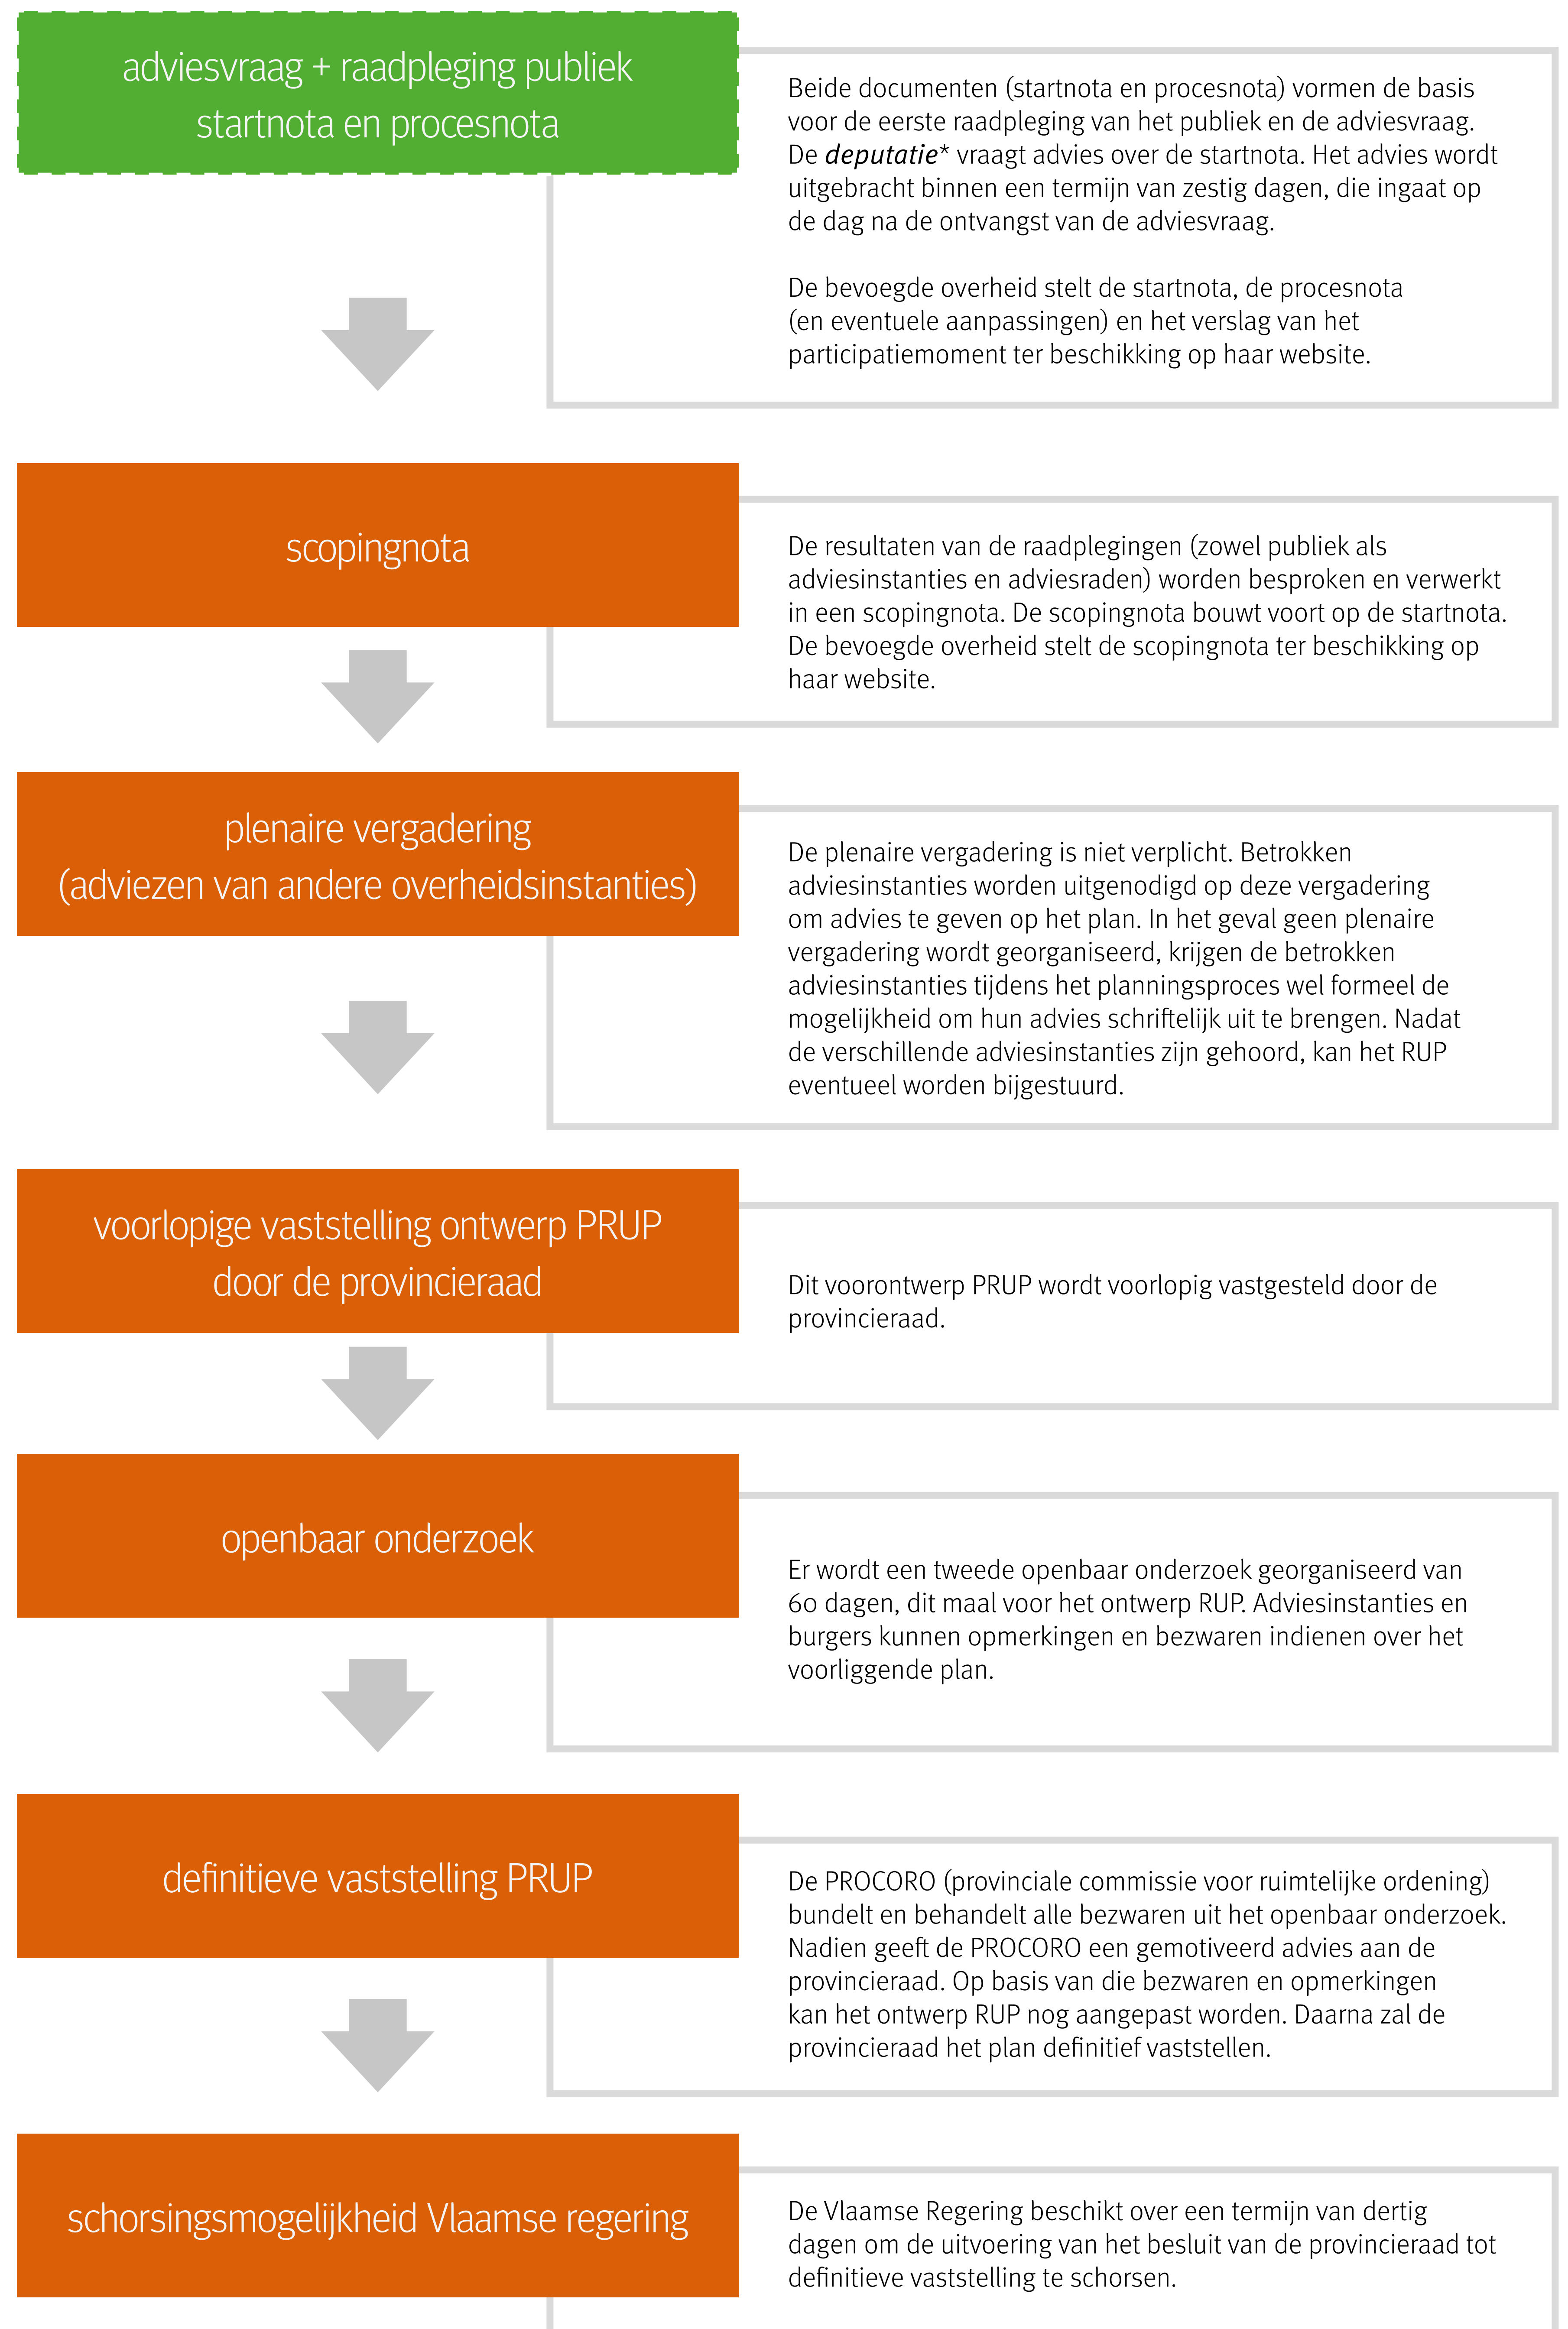 adviesvraag + raadpleging publiek
startnota en procesnota
Beide documenten (startnota en procesnota) vormen de basis
voor de eerste raadpleging van het publiek en de adviesvraag.
De deputatie* vraagt advies over de startnota. Het advies wordt
uitgebracht binnen een termijn van zestig dagen, die ingaat op
de dag na de ontvangst van de adviesvraag.
De bevoegde overheid stelt de startnota, de procesnota
(en eventuele aanpassingen) en het verslag van het
participatiemoment ter beschikking op haar website.
scopingnota
De resultaten van de raadplegingen (zowel publiek als
adviesinstanties en adviesraden) worden besproken en verwerkt
in een scopingnota. De scopingnota bouwt voort op de startnota.
De bevoegde overheid stelt de scopingnota ter beschikking op
haar website.
plenaire vergadering
(adviezen van andere overheidsinstanties)
De plenaire vergadering is niet verplicht. Betrokken
adviesinstanties worden uitgenodigd op deze vergadering
om advies te geven op het plan. In het geval geen plenaire
vergadering wordt georganiseerd, krijgen de betrokken
adviesinstanties tijdens het planningsproces wel formeel de
mogelijkheid om hun advies schriftelijk uit te brengen. Nadat
de verschillende adviesinstanties zijn gehoord, kan het RUP
eventueel worden bijgestuurd.
voorlopige vaststelling ontwerp PRUP
door de provincieraad
Dit voorontwerp PRUP wordt voorlopig vastgesteld door de
provincieraad.
openbaar onderzoek
Er wordt een tweede openbaar onderzoek georganiseerd van
60 dagen, dit maal voor het ontwerp RUP. Adviesinstanties en
burgers kunnen opmerkingen en bezwaren indienen over het
voorliggende plan.
definitieve vaststelling PRUP
De PROCORO (provinciale commissie voor ruimtelijke ordening)
bundelt en behandelt alle bezwaren uit het openbaar onderzoek.
Nadien geeft de PROCORO een gemotiveerd advies aan de
provincieraad. Op basis van die bezwaren en opmerkingen
kan het ontwerp RUP nog aangepast worden. Daarna zal de
provincieraad het plan definitief vaststellen.
schorsingsmogelijkheid Vlaamse regering
De Vlaamse Regering beschikt over een termijn van dertig
dagen om de uitvoering van het besluit van de provincieraad tot
definitieve vaststelling te schorsen.